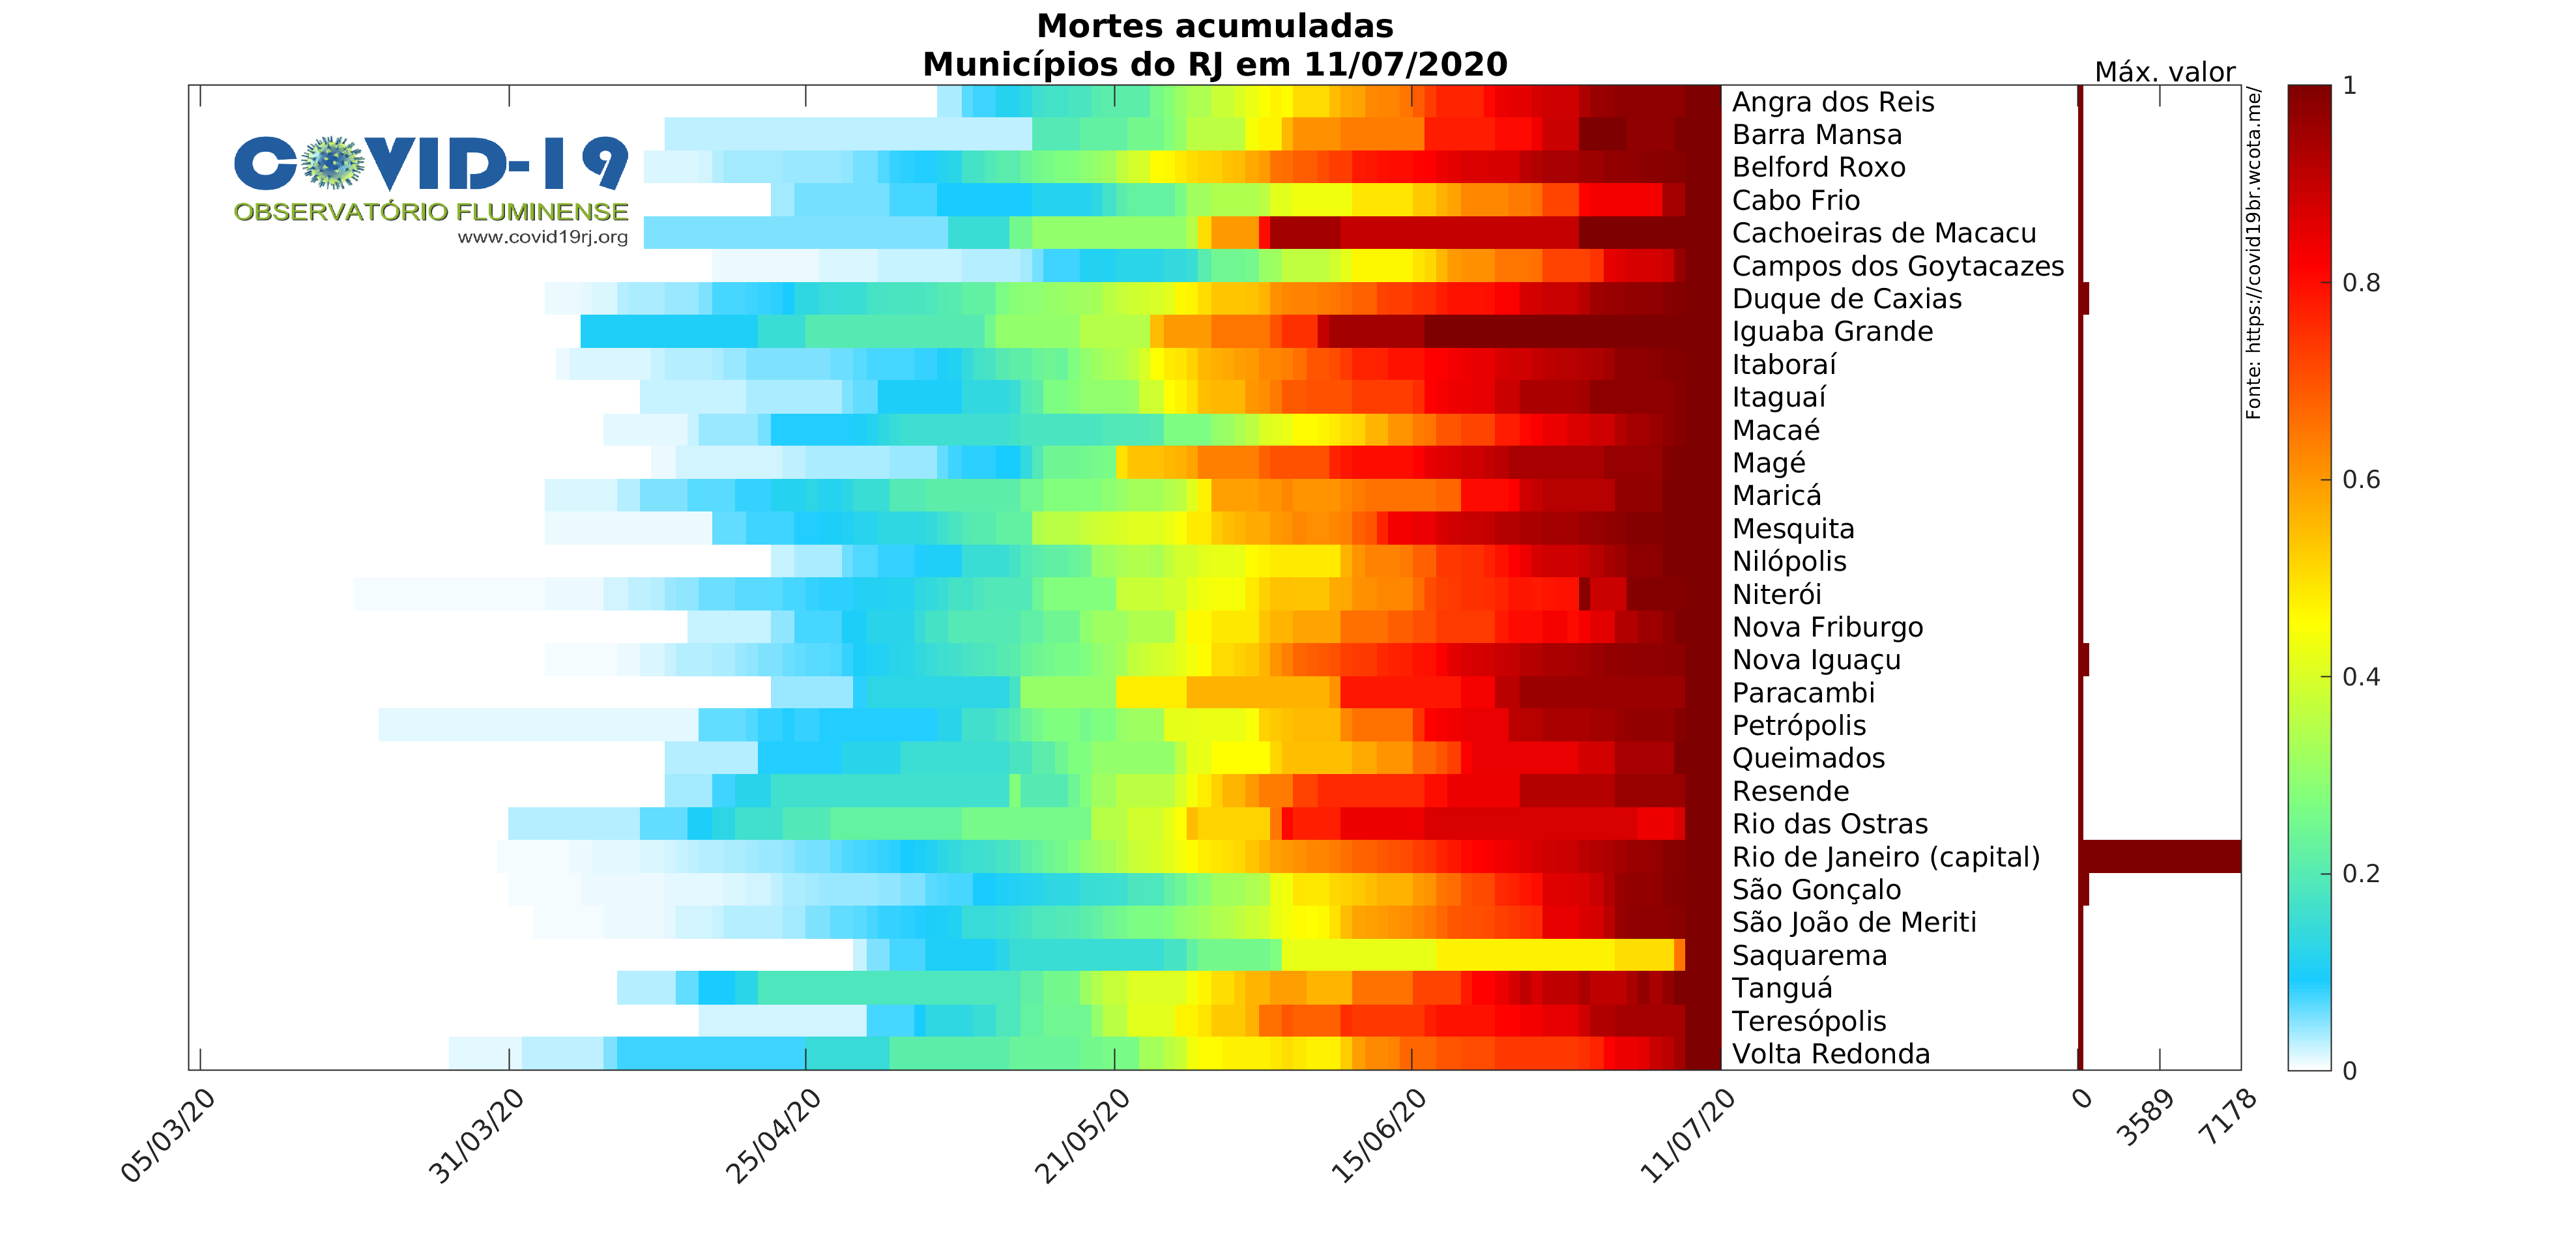 Mortes acumuladas
Municípios do RJ em 11/07/2020
Máx. valor
COVID-19
OBSERVATÓRIO FLUMINENSE
www.covid19rj.org
Angra dos Reis
Barra Mansa
Belford Roxo
Cabo Frio
Cachoeiras de Macacu
Campos dos Goytacazes
Duque de Caxias
Iguaba Grande
Itaboraí
Itaguaí
Macaé
Magé
Maricá
Mesquita
Nilópolis
Niterói
Nova Friburgo
Nova Iguaçu
Paracambi
Petrópolis
Queimados
Resende
Rio das Ostras
Rio de Janeiro (capital)
São Gonçalo
São João de Meriti
Saquarema
Tanguá
Teresópolis
Volta Redonda
Fonte: https://covid19br.wcota.me/
1
0.8
0.6
0.4
0.2
0
05/03/20
31/03/20
25/04/20
21/05/20
15/06/20
11/07/20
0
3589
7178